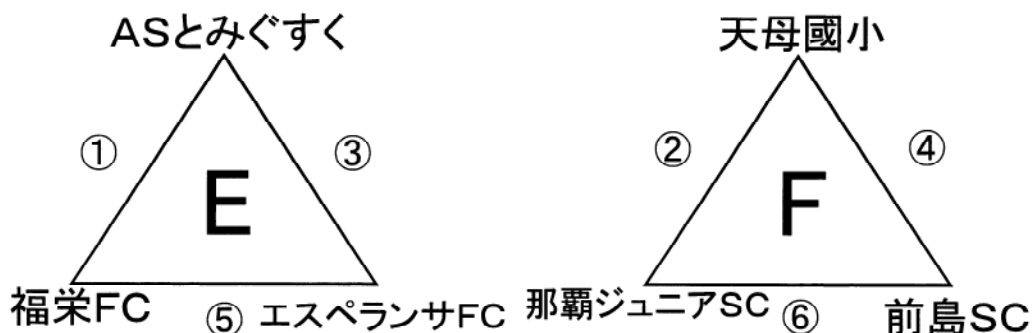 ASとみぐすく
天母國小
①
③
②
④
E
F
福栄FC
⑤
エスペランサFC
那覇ジュニアSC
⑥
前島SC